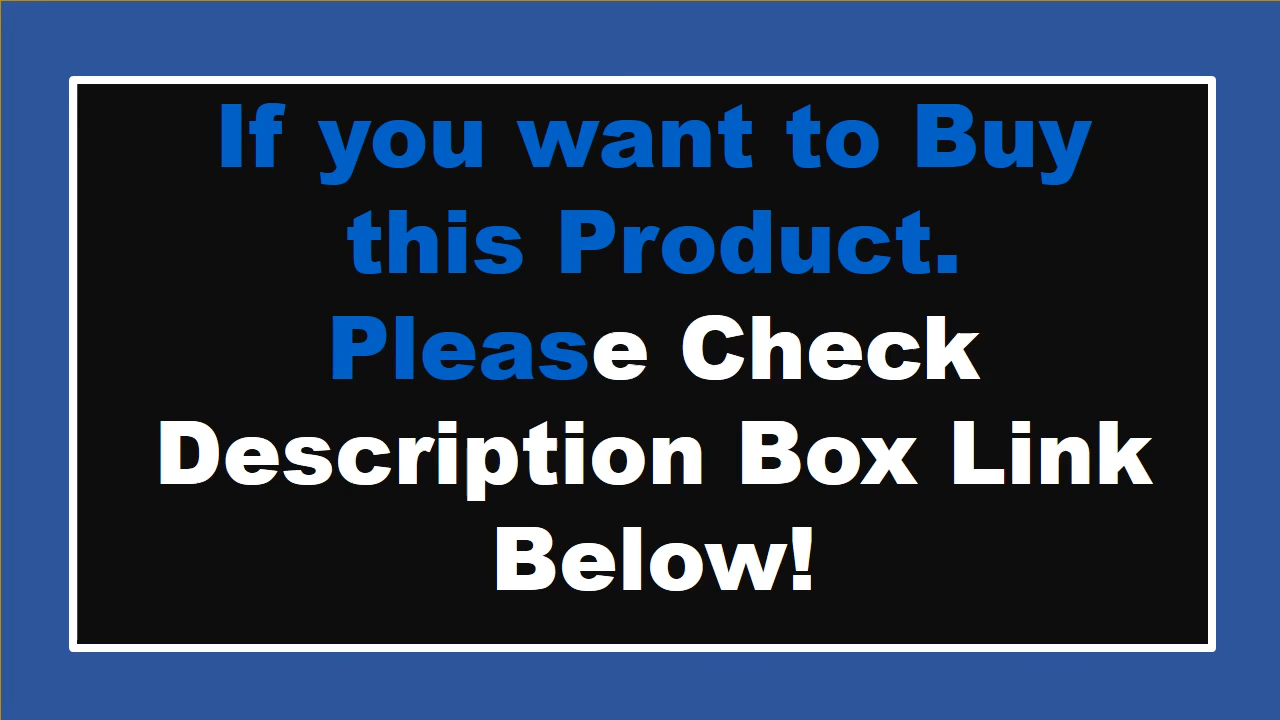 If you want to Buy
this Product.
Please Check
Description Box Link
Below!